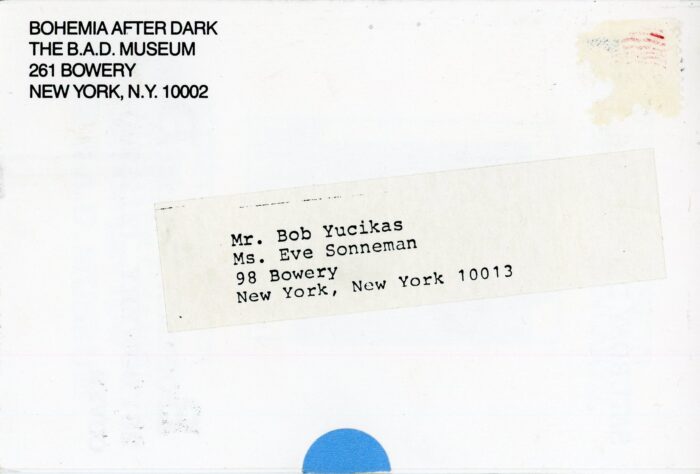 BOHEMIA AFTER DARK
THE B.A.D. MUSEUM
261 BOWERY
NEW YORK, N.Y. 10002
Mr. Bob Yucikas
Ms. Eve Sonneman
98 Bowery
New York, New York 10013